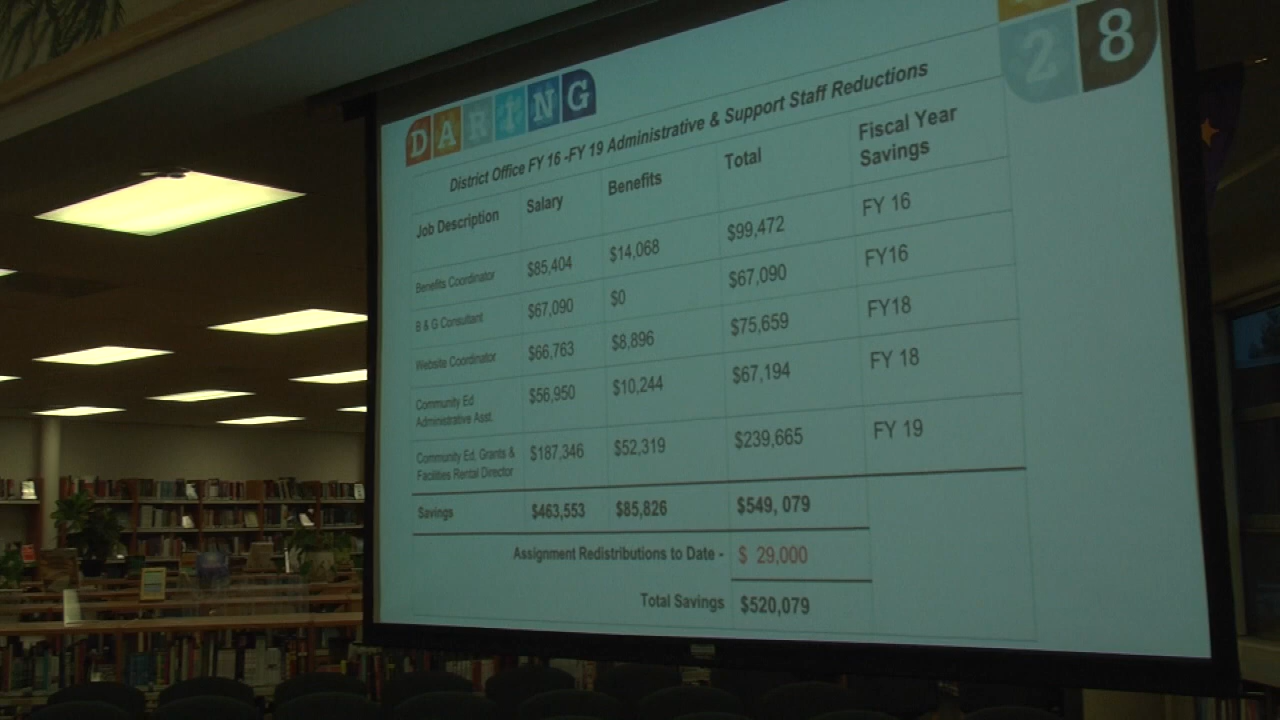 DARING
28
District Office FY 16 -FY 19 Administrative & Support Staff Reductions
Job Description Salary Benefits Total Fiscal Year Savings
Benefits Coordinator $85,404 $14,068 $99,472 FY 16
B & G Consultant $67,090 $0 $67,090 FY16
Website Coordinator $66,763 $8,896 $75,659 FY18
Community Ed Administrative Asst. $56,950 $10,244 $67,194 FY 18
Community Ed, Grants & Facilities Rental Director $187,346 $52,319 $239,665 FY 19
Savings $463,553 $85,826 $549, 079
Assignment Redistributions to Date - $ 29,000
Total Savings $520,079